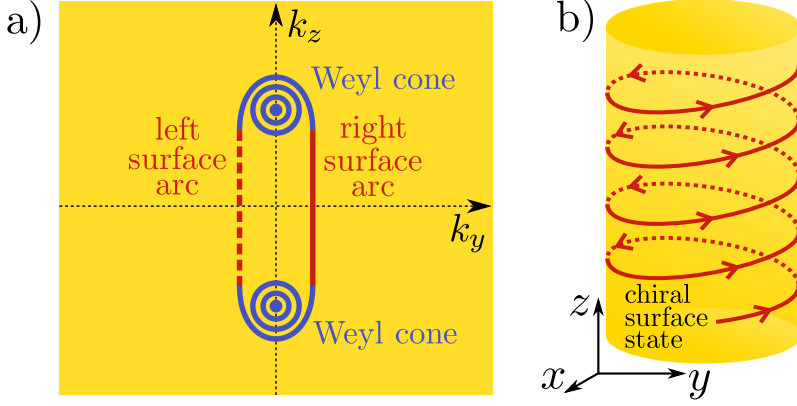 a)
k_z
Weyl cone
left
surface
arc
right
surface
arc
k_y
Weyl cone
b)
chiral
surface
state
z
x
y